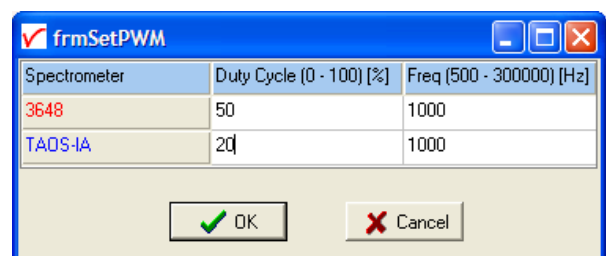 frmSetPWM
Spectrometer Duty Cycle (0 - 100) [%] Freq (500 - 300000) [Hz]
3648 50 1000
TAOS-IA 20 1000
OK Cancel